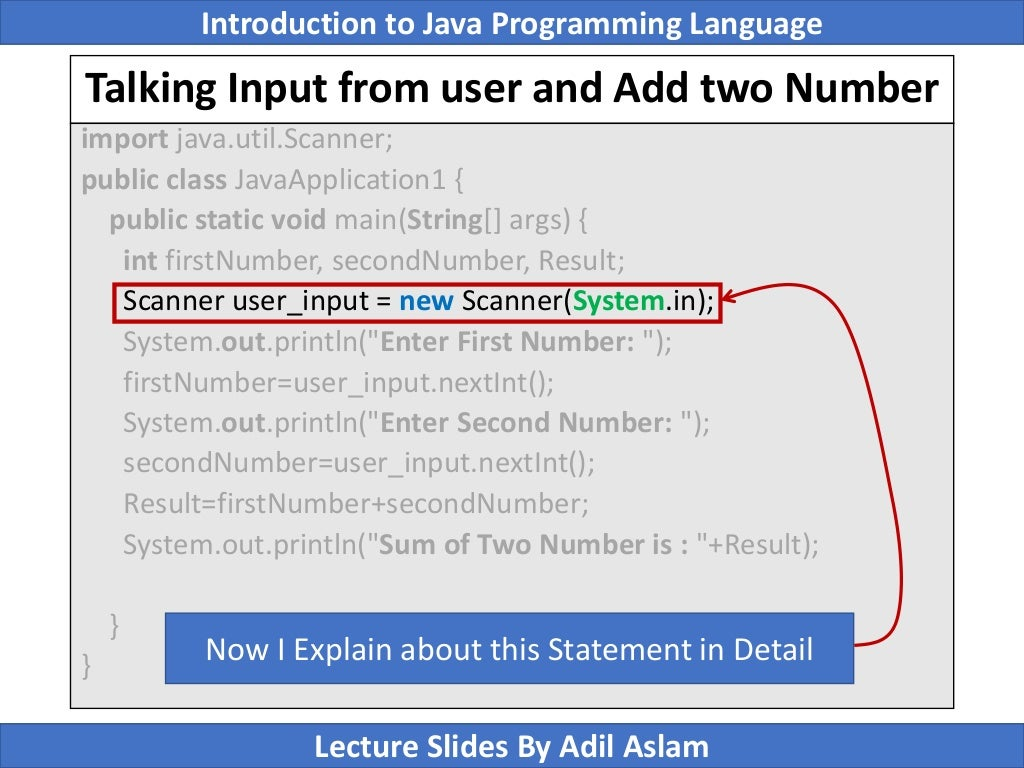 Introduction to Java Programming Language
Talking Input from user and Add two Number
import java.util.Scanner;
public class JavaApplication1 {
public static void main(String[] args) {
int firstNumber, secondNumber, Result;
Scanner user_input = new Scanner(System.in);
System.out.println("Enter First Number: ");
firstNumber=user_input.nextInt();
System.out.println("Enter Second Number: ");
secondNumber=user_input.nextInt();
Result=firstNumber+secondNumber;
System.out.println("Sum of Two Number is : "+Result);
}
}
Now I Explain about this Statement in Detail
Lecture Slides By Adil Aslam